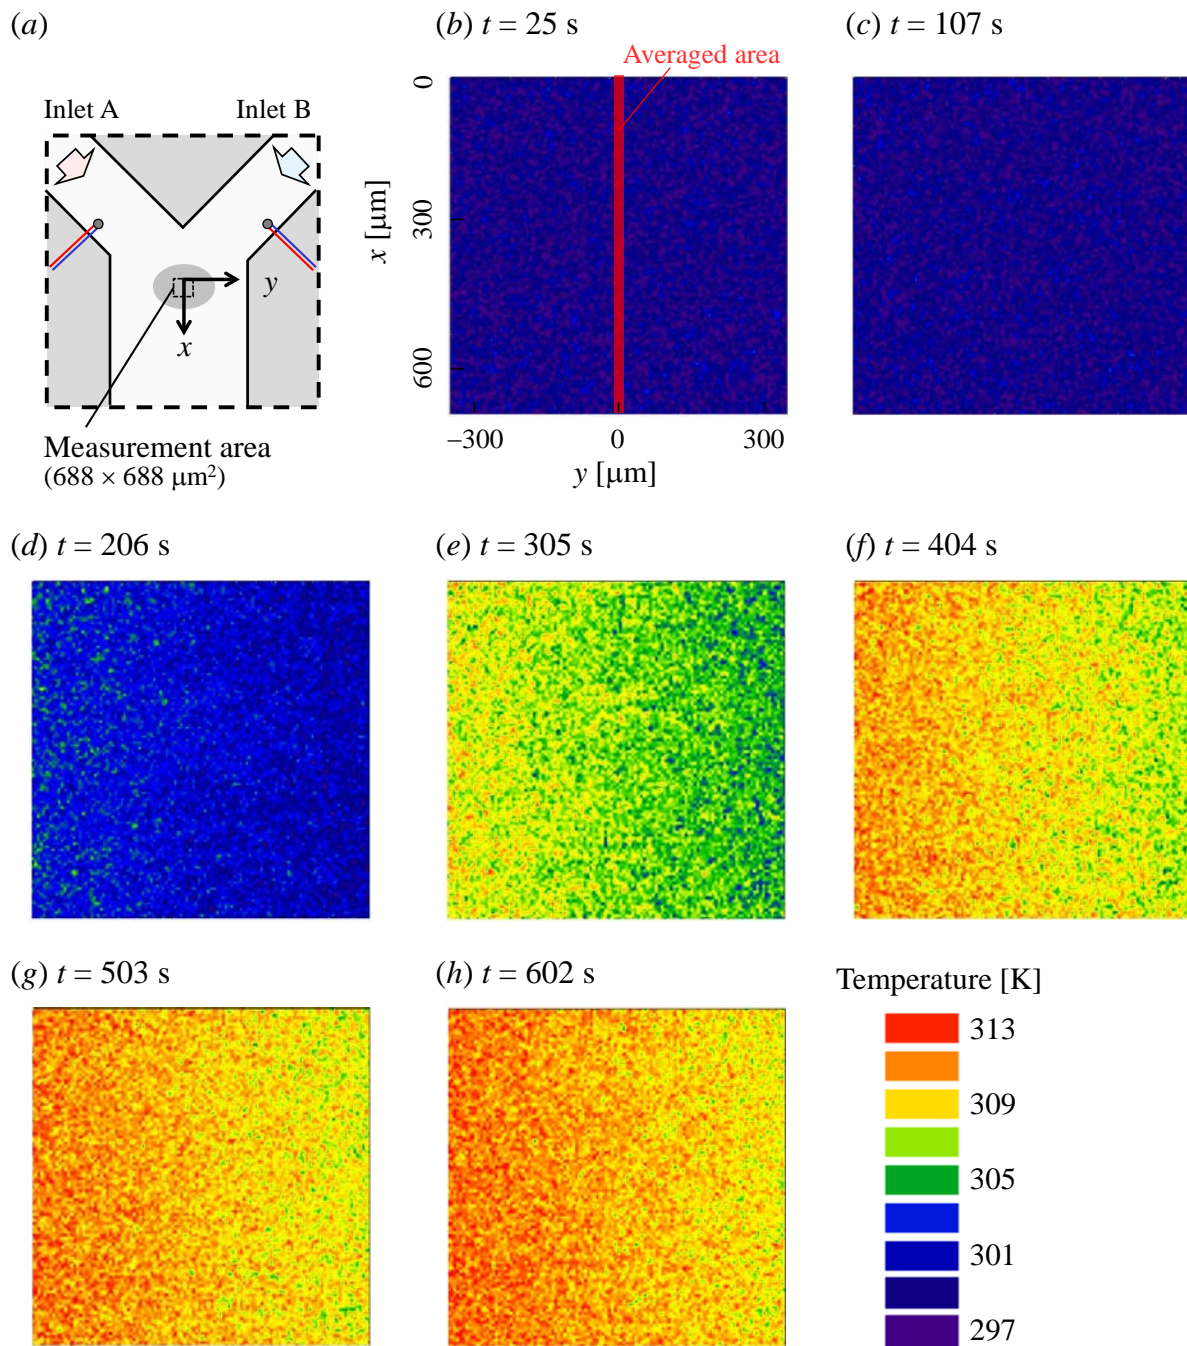 (a)
(b) t = 25 s
(c) t = 107 s
Averaged area
Inlet A
Inlet B
y
x
Measurement area
(688 × 688 μm²)
0
300
600
x [μm]
−300
0
300
y [μm]
(d) t = 206 s
(e) t = 305 s
(f) t = 404 s
(g) t = 503 s
(h) t = 602 s
Temperature [K]
313
309
305
301
297